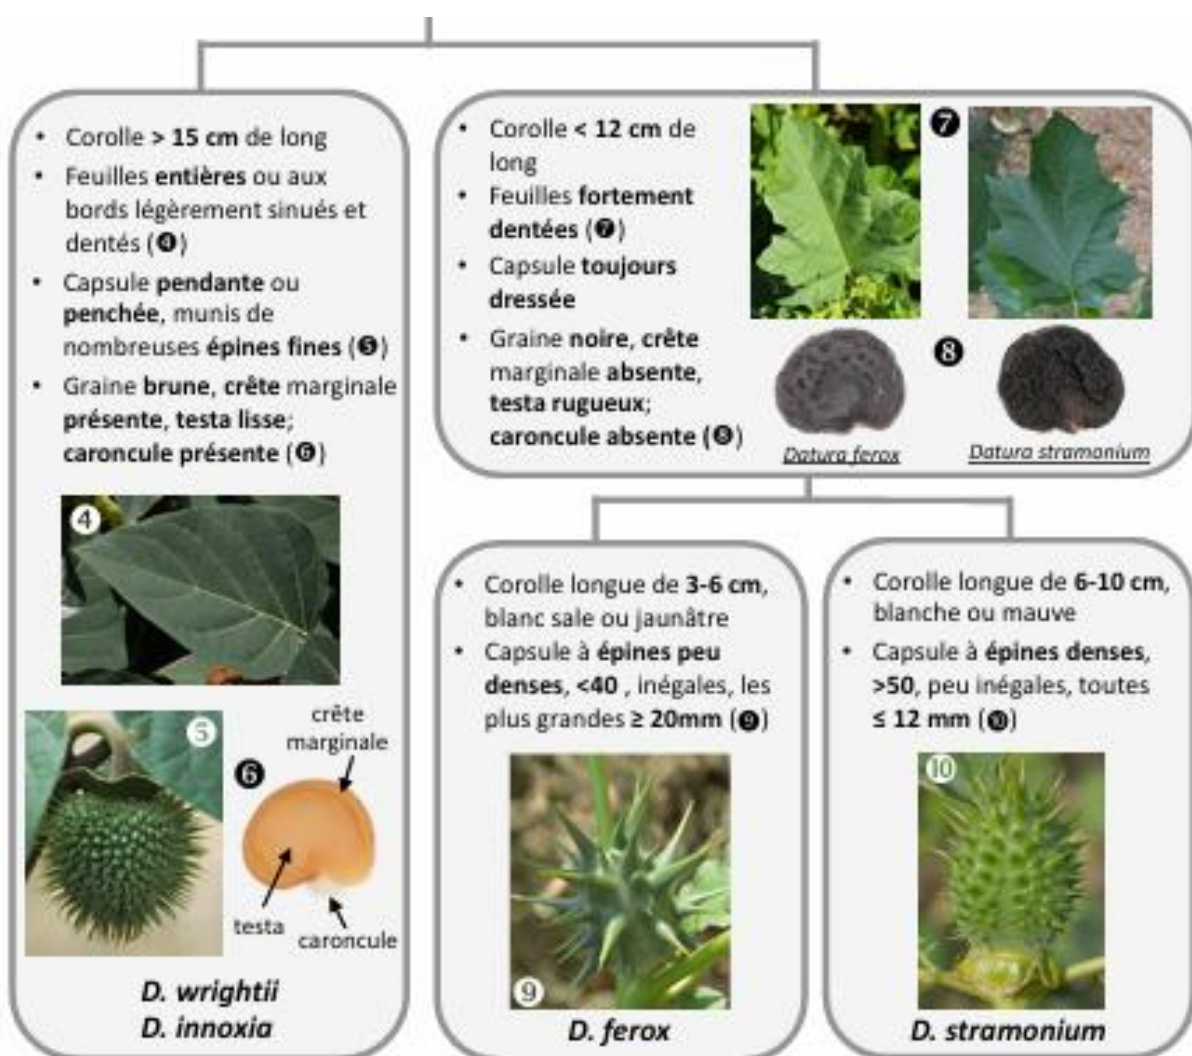 • Corolle > 15 cm de long
• Feuilles entières ou aux
bords légèrement sinués et
dentés (❹)
• Capsule pendante ou
penchée, munis de
nombreuses épines fines (❺)
• Graine brune, crête marginale
présente, testa lisse;
caroncule présente (❻)
④
⑤
crête
marginale
❻
testa
caroncule
D. wrightii
D. innoxia
• Corolle < 12 cm de
long
• Feuilles fortement
dentées (❼)
• Capsule toujours
dressée
• Graine noire, crête
marginale absente,
testa rugueux;
caroncule absente (❽)
❼
❽
Datura ferox
Datura stramonium
• Corolle longue de 3-6 cm,
blanc sale ou jaunâtre
• Capsule à épines peu
denses, <40 , inégales, les
plus grandes ≥ 20mm (❾)
⑨
D. ferox
• Corolle longue de 6-10 cm,
blanche ou mauve
• Capsule à épines denses,
>50, peu inégales, toutes
≤ 12 mm (❿)
⑩
D. stramonium